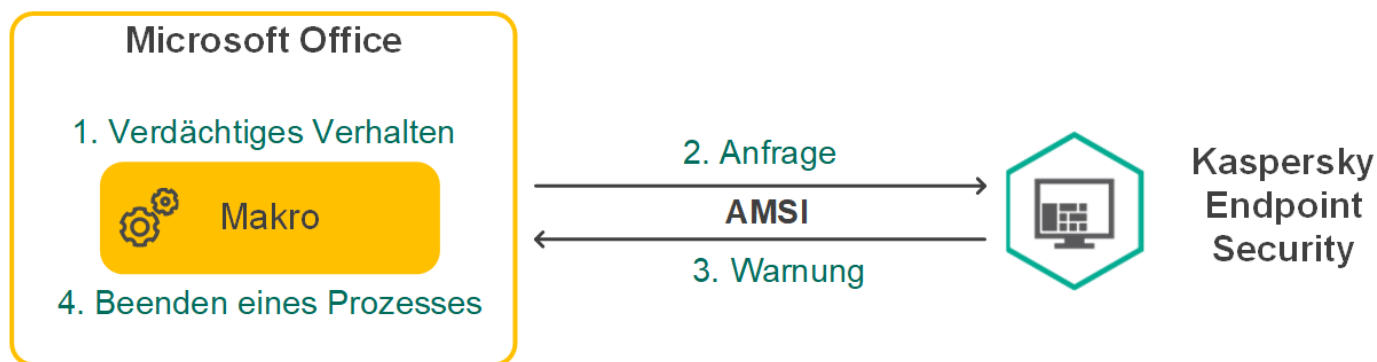 Microsoft Office
1. Verdächtiges Verhalten
Makro
4. Beenden eines Prozesses
2. Anfrage
AMSI
3. Warnung
Kaspersky
Endpoint
Security